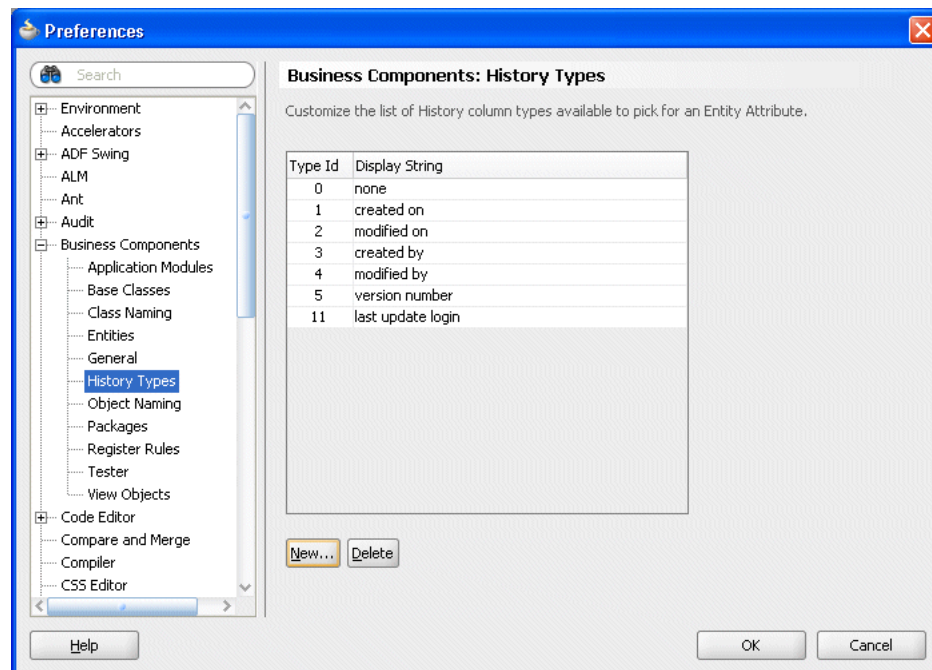 Preferences
Search
Environment
Accelerators
ADF Swing
ALM
Ant
Audit
Business Components
Application Modules
Base Classes
Class Naming
Entities
General
History Types
Object Naming
Packages
Register Rules
Tester
View Objects
Code Editor
Compare and Merge
Compiler
CSS Editor
Business Components: History Types
Customize the list of History column types available to pick for an Entity Attribute.
Type Id Display String
0 none
1 created on
2 modified on
3 created by
4 modified by
5 version number
11 last update login
New... Delete
Help OK Cancel